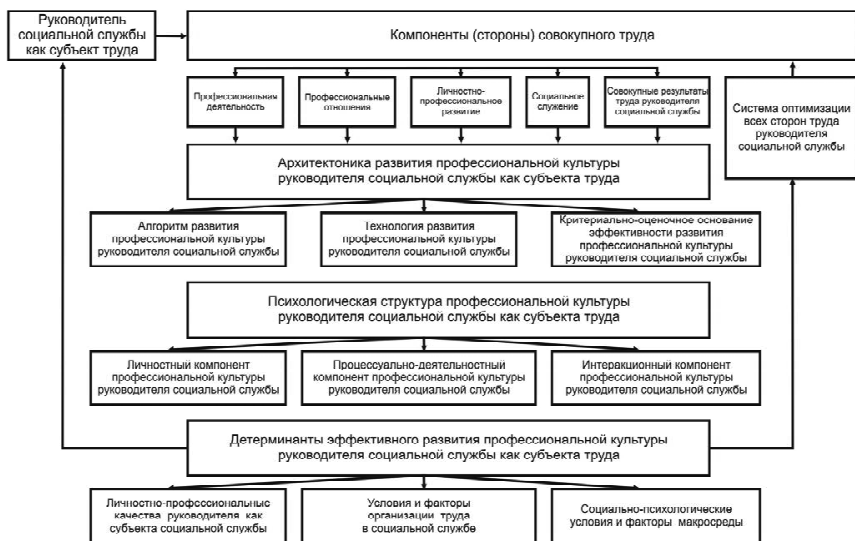 Руководитель
социальной службы
как субъект труда
Компоненты (стороны) совокупного труда
Профессиональная
деятельность
Профессиональные
отношения
Личностно-
профессиональное
развитие
Социальное
служение
Совокупные результаты
труда руководителя
социальной службы
Система оптимизации
всех сторон труда
руководителя
социальной службы
Архитектоника развития профессиональной культуры
руководителя социальной службы как субъекта труда
Алгоритм развития
профессиональной культуры
руководителя социальной службы
Технология развития
профессиональной культуры
руководителя социальной службы
Критериально-оценочное основание
эффективности развития
профессиональной культуры
руководителя социальной службы
Психологическая структура профессиональной культуры
руководителя социальной службы как субъекта труда
Личностный компонент
профессиональной культуры
руководителя социальной службы
Процессуально-деятельностный
компонент профессиональной культуры
руководителя социальной службы
Интеракционный компонент
профессиональной культуры
руководителя социальной службы
Детерминанты эффективного развития профессиональной культуры
руководителя социальной службы как субъекта труда
Личностно-профессиональные
качества руководителя как
субъекта социальной службы
Условия и факторы
организации труда
в социальной службе
Социально-психологические
условия и факторы макросреды